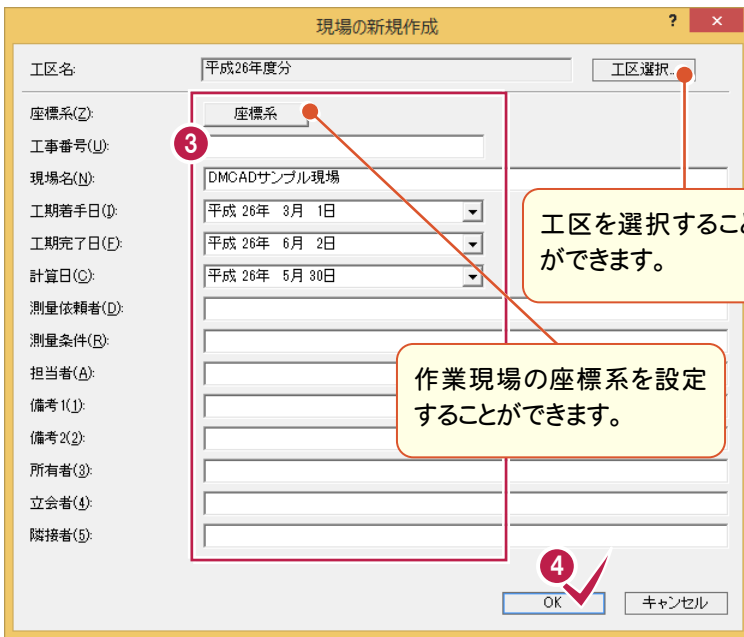 現場の新規作成 ? ×
工区名: 平成26年度分 工区選択...
座標系(Z): 座標系
3
工事番号(U):
現場名(N): DMCADサンプル現場
工期着手日(I): 平成 26年 3月 1日
工期完了日(F): 平成 26年 6月 2日
計算日(C): 平成 26年 5月 30日
工区を選択すること
ができます。
測量依頼者(D):
測量条件(R):
担当者(A):
備考1(1):
備考2(2):
作業現場の座標系を設定
することができます。
所有者(3):
立会者(4):
隣接者(5):
4
OK キャンセル